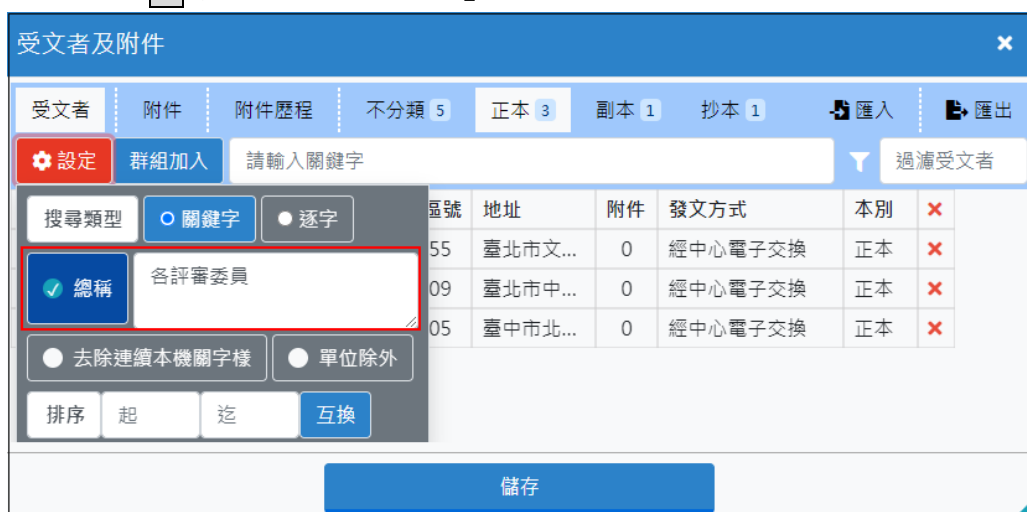 受文者及附件 ×
受文者 附件 附件歷程 不分類 5 正本 3 副本 1 抄本 1 匯入 匯出
設定 群組加入 請輸入關鍵字 過濾受文者
搜尋類型 關鍵字 逐字 區號 地址 附件 發文方式 本別 ×
總稱 各評審委員 55 臺北市文... 0 經中心電子交換 正本 ×
09 臺北市中... 0 經中心電子交換 正本 ×
05 臺中市北... 0 經中心電子交換 正本 ×
去除連續本機關字樣 單位除外
排序 起 迄 互換
儲存